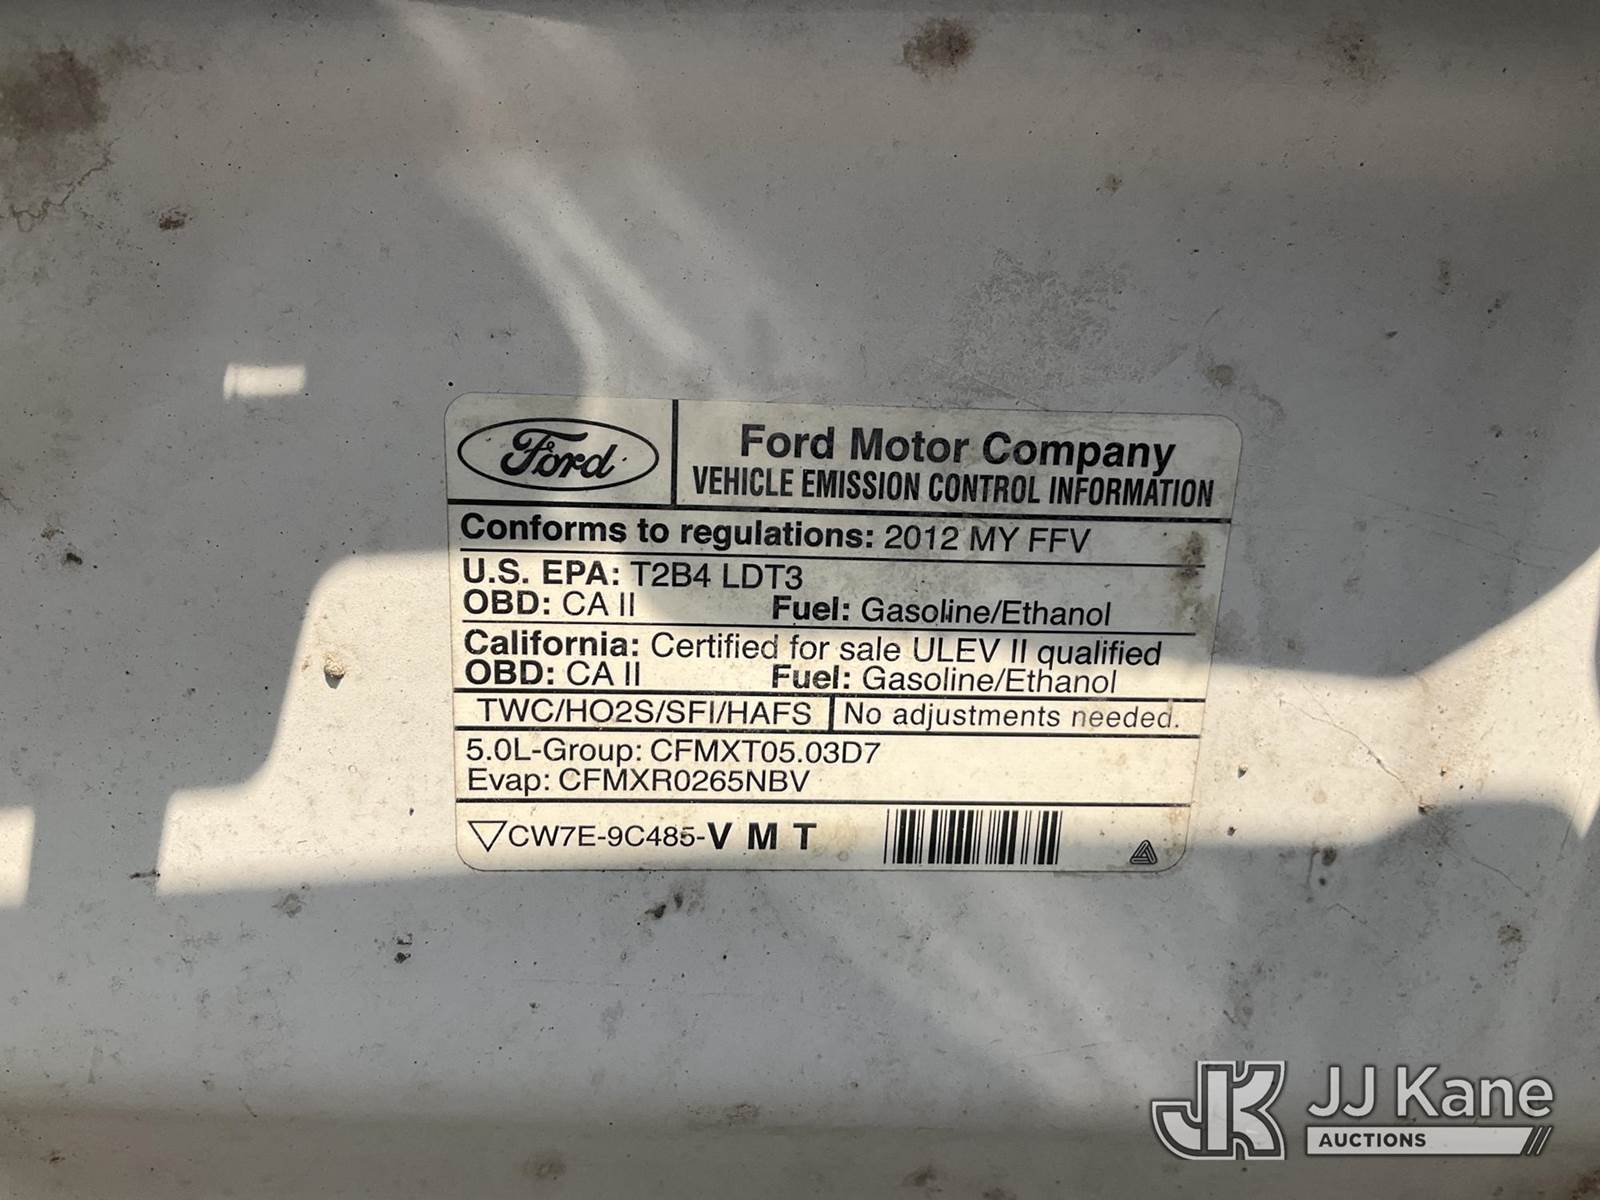 Ford
Ford Motor Company
VEHICLE EMISSION CONTROL INFORMATION
Conforms to regulations: 2012 MY FFV
U.S. EPA: T2B4 LDT3
OBD: CA II Fuel: Gasoline/Ethanol
California: Certified for sale ULEV II qualified
OBD: CA II Fuel: Gasoline/Ethanol
TWC/HO2S/SFI/HAFS No adjustments needed.
5.0L-Group: CFMXT05.03D7
Evap: CFMXR0265NBV
CW7E-9C485-V M T
JK JJ Kane
AUCTIONS